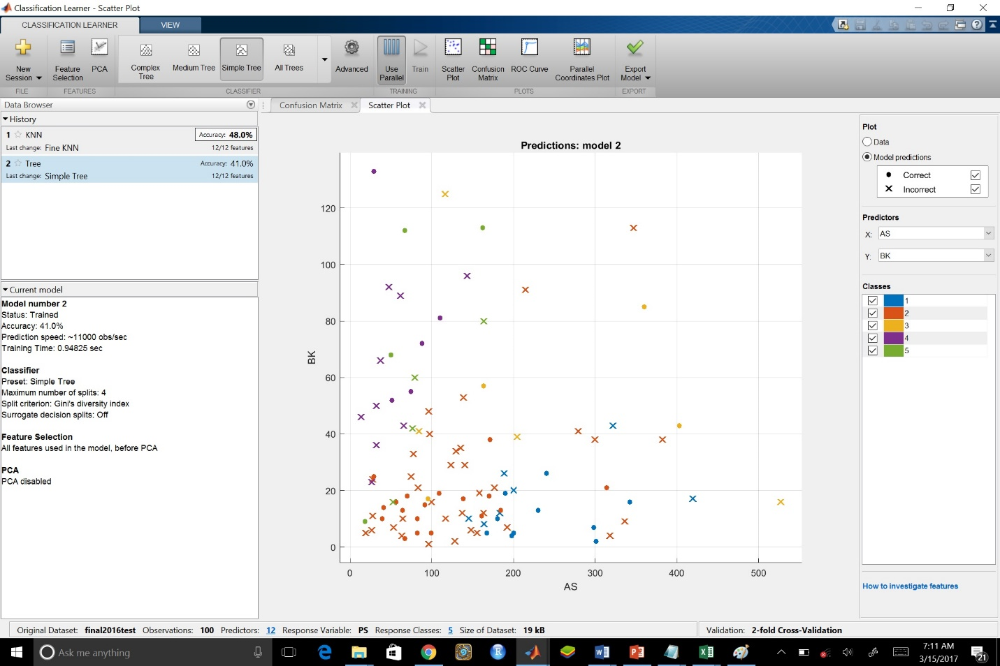 Classification Learner - Scatter Plot
CLASSIFICATION LEARNER
VIEW
New Session
Feature Selection
PCA
Complex Tree
Medium Tree
Simple Tree
All Trees
Advanced
Use Parallel
Train
Scatter Plot
Confusion Matrix
ROC Curve
Parallel Coordinates Plot
Export Model
FILE
FEATURES
CLASSIFIER
TRAINING
PLOTS
EXPORT
Data Browser
History
1 KNN Accuracy: 48.0%
Last change: Fine KNN 12/12 features
2 Tree Accuracy: 41.0%
Last change: Simple Tree 12/12 features
Current model
Model number 2
Status: Trained
Accuracy: 41.0%
Prediction speed: ~11000 obs/sec
Training Time: 0.94825 sec
Classifier
Preset: Simple Tree
Maximum number of splits: 4
Split criterion: Gini's diversity index
Surrogate decision splits: Off
Feature Selection
All features used in the model, before PCA
PCA
PCA disabled
Confusion Matrix
Scatter Plot
Predictions: model 2
120
100
80
60
40
20
0
BK
0 100 200 300 400 500
AS
Plot
Data
Model predictions
Correct
Incorrect
Predictors
X: AS
Y: BK
Classes
1
2
3
4
5
How to investigate features
Original Dataset: final2016test Observations: 100 Predictors: 12 Response Variable: PS Response Classes: 5 Size of Dataset: 19 kB
Validation: 2-fold Cross-Validation
Ask me anything
7:11 AM
3/15/2017
21